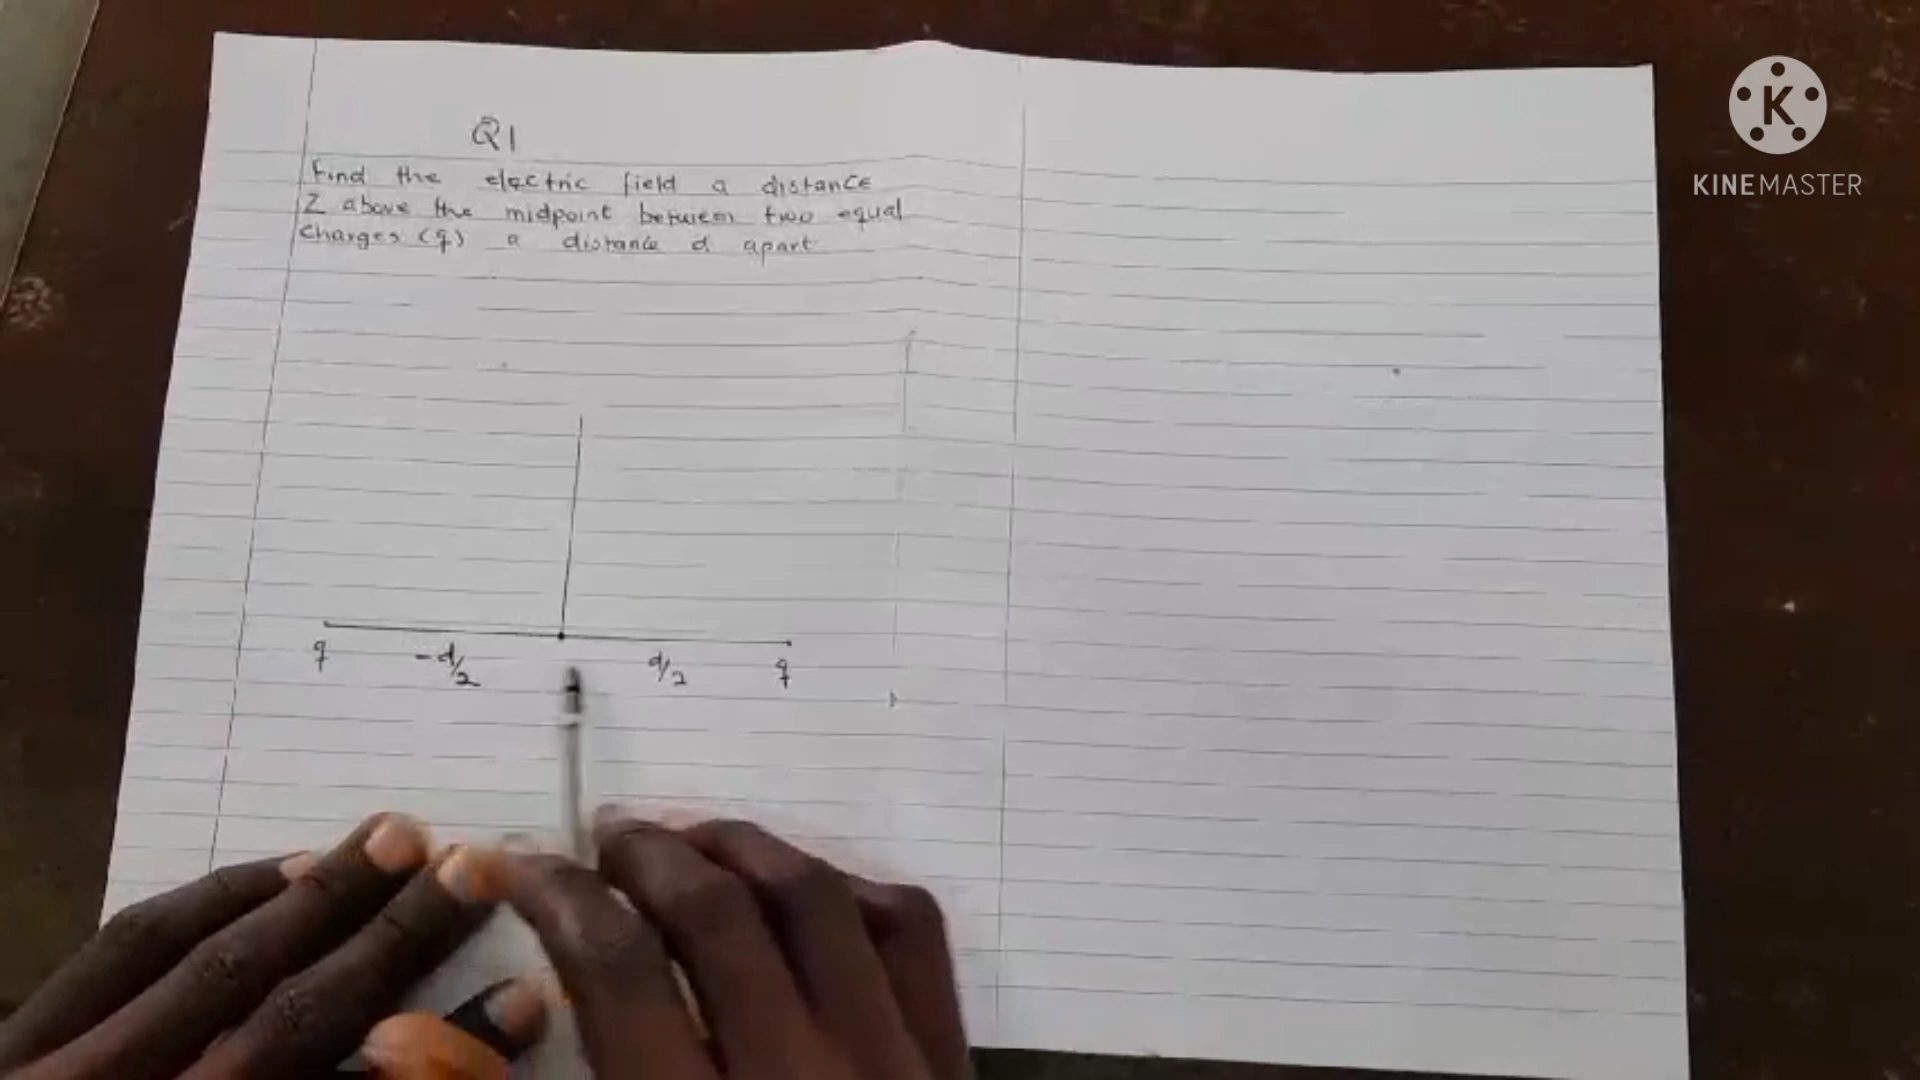 Q1
Find the electric field a distance
Z above the midpoint between two equal
Charges (q) a distance d apart
q -d/2 d/2 q
K
KINEMASTER